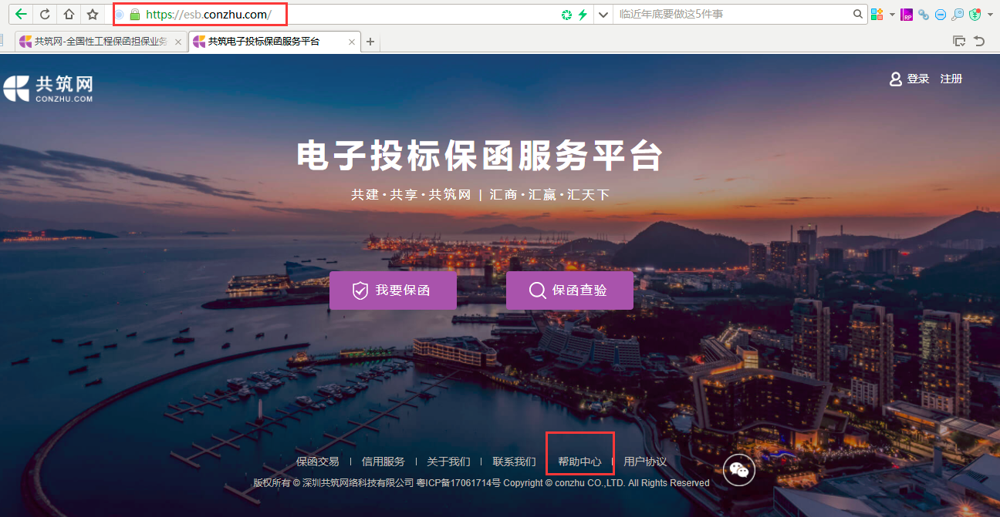 https://esb.conzhu.com/
临近年底要做这5件事
共筑网-全国性工程保函担保业务
共筑电子投标保函服务平台
共筑网
CONZHU.COM
登录 注册
电子投标保函服务平台
共建·共享·共筑网 | 汇商·汇赢·汇天下
我要保函
保函查验
保函交易 | 信用服务 | 关于我们 | 联系我们 | 帮助中心 | 用户协议
版权所有 © 深圳共筑网络科技有限公司 粤ICP备17061714号 Copyright © conzhu CO.,LTD. All Rights Reserved